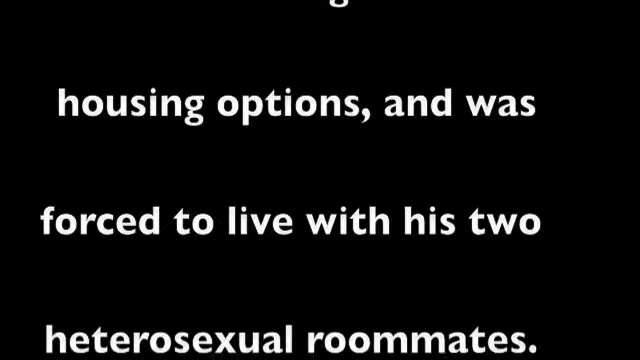 housing options, and was
forced to live with his two
heterosexual roommates.